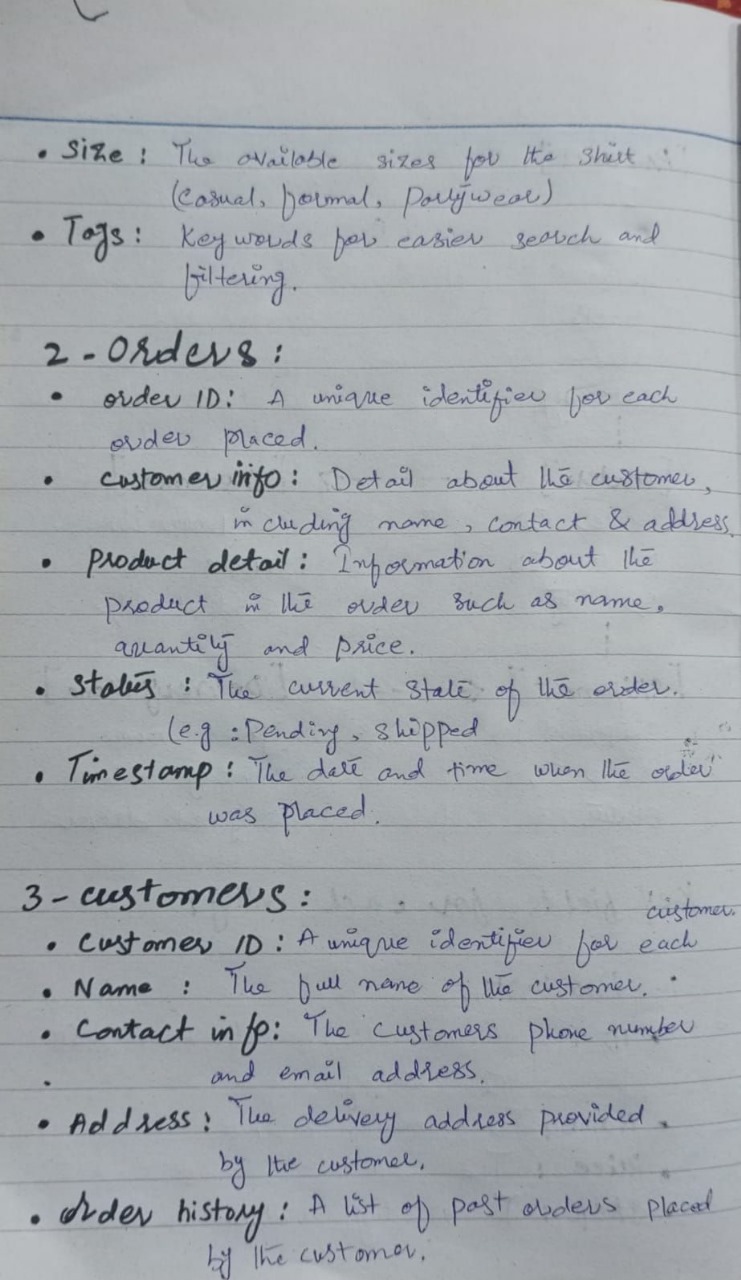 • Size : The available sizes for the Shirt :
(Casual, formal, Partywear)
• Tags : Key words for easier search and
filtering.
2 - Orders :
• order ID : A unique identifier for each
order placed.
• customer info : Detail about the customer,
including name, contact & address.
• Product detail : Information about the
product in the order such as name,
quantity and price.
• States : The current state of the order.
(e.g : Pending, shipped
• Timestamp : The date and time when the order
was placed.
3 - customers :
customer.
• Customer ID : A unique identifier for each
• Name : The full name of the customer.
• Contact info : The customers phone number
and email address.
• Address : The delivery address provided.
by the customer.
• order history : A list of past orders placed
by the customer.